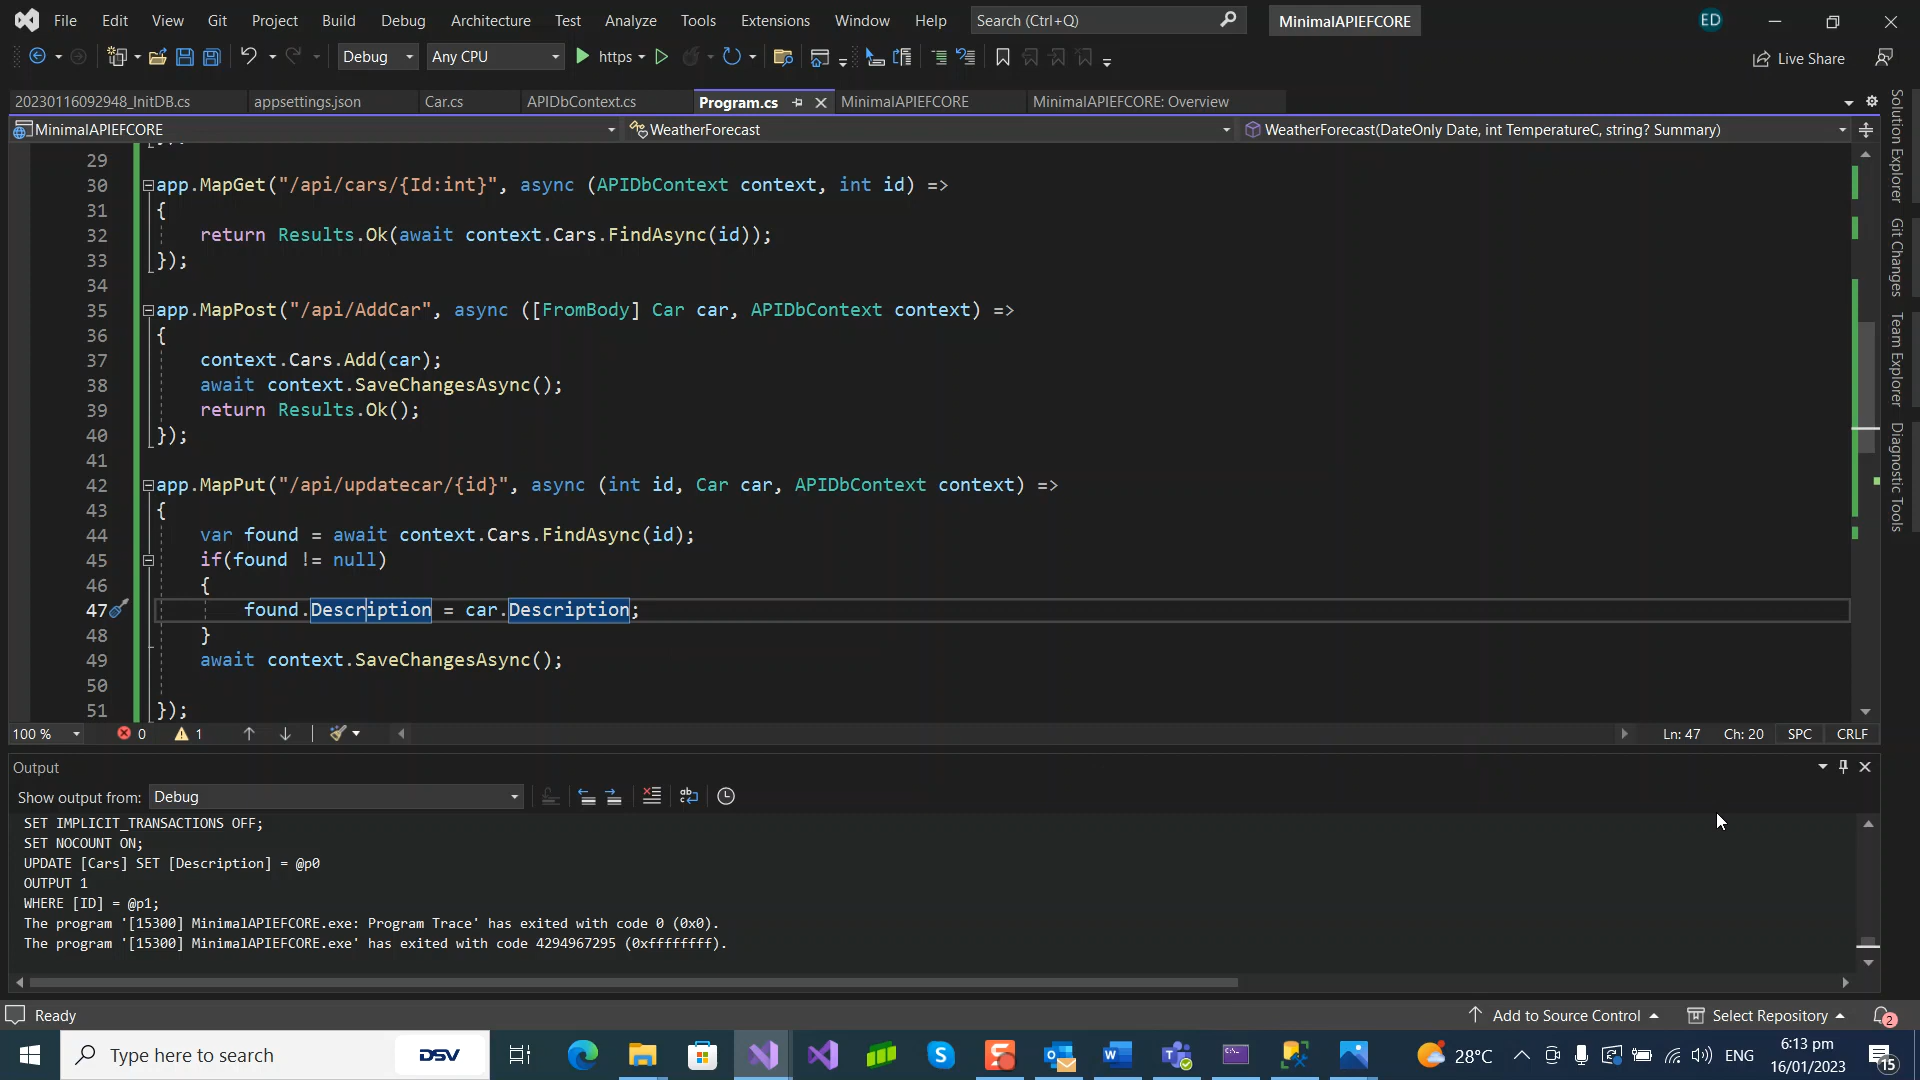 File Edit View Git Project Build Debug Architecture Test Analyze Tools Extensions Window Help Search (Ctrl+Q) MinimalAPIEFCORE ED
Debug Any CPU https Live Share
20230116092948_InitDB.cs appsettings.json Car.cs APIDbContext.cs Program.cs MinimalAPIEFCORE MinimalAPIEFCORE: Overview
MinimalAPIEFCORE WeatherForecast WeatherForecast(DateOnly Date, int TemperatureC, string? Summary)
29
30 app.MapGet("/api/cars/{Id:int}", async (APIDbContext context, int id) =>
31 {
32 return Results.Ok(await context.Cars.FindAsync(id));
33 });
34
35 app.MapPost("/api/AddCar", async ([FromBody] Car car, APIDbContext context) =>
36 {
37 context.Cars.Add(car);
38 await context.SaveChangesAsync();
39 return Results.Ok();
40 });
41
42 app.MapPut("/api/updatecar/{id}", async (int id, Car car, APIDbContext context) =>
43 {
44 var found = await context.Cars.FindAsync(id);
45 if(found != null)
46 {
47 found.Description = car.Description;
48 }
49 await context.SaveChangesAsync();
50
51 });
100 % 0 1 Ln: 47 Ch: 20 SPC CRLF
Output
Show output from: Debug
SET IMPLICIT_TRANSACTIONS OFF;
SET NOCOUNT ON;
UPDATE [Cars] SET [Description] = @p0
OUTPUT 1
WHERE [ID] = @p1;
The program '[15300] MinimalAPIEFCORE.exe: Program Trace' has exited with code 0 (0x0).
The program '[15300] MinimalAPIEFCORE.exe' has exited with code 4294967295 (0xffffffff).
Solution Explorer
Git Changes
Team Explorer
Diagnostic Tools
Ready Add to Source Control Select Repository 2
Type here to search DSV 28°C ENG 6:13 pm
16/01/2023 15